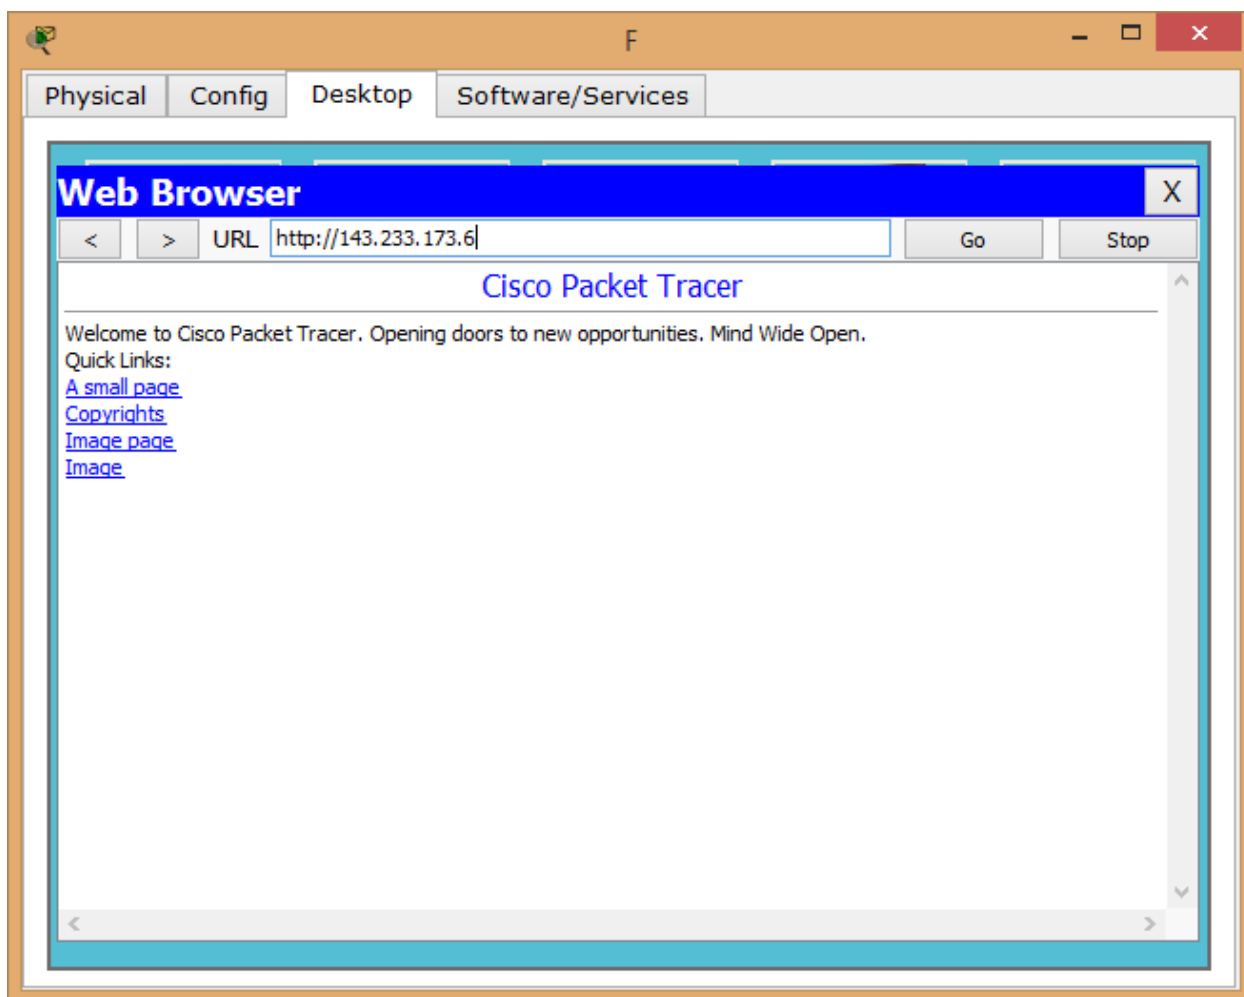 F
Physical Config Desktop Software/Services
Web Browser X
< > URL http://143.233.173.6 Go Stop
Cisco Packet Tracer
Welcome to Cisco Packet Tracer. Opening doors to new opportunities. Mind Wide Open.
Quick Links:
A small page
Copyrights
Image page
Image